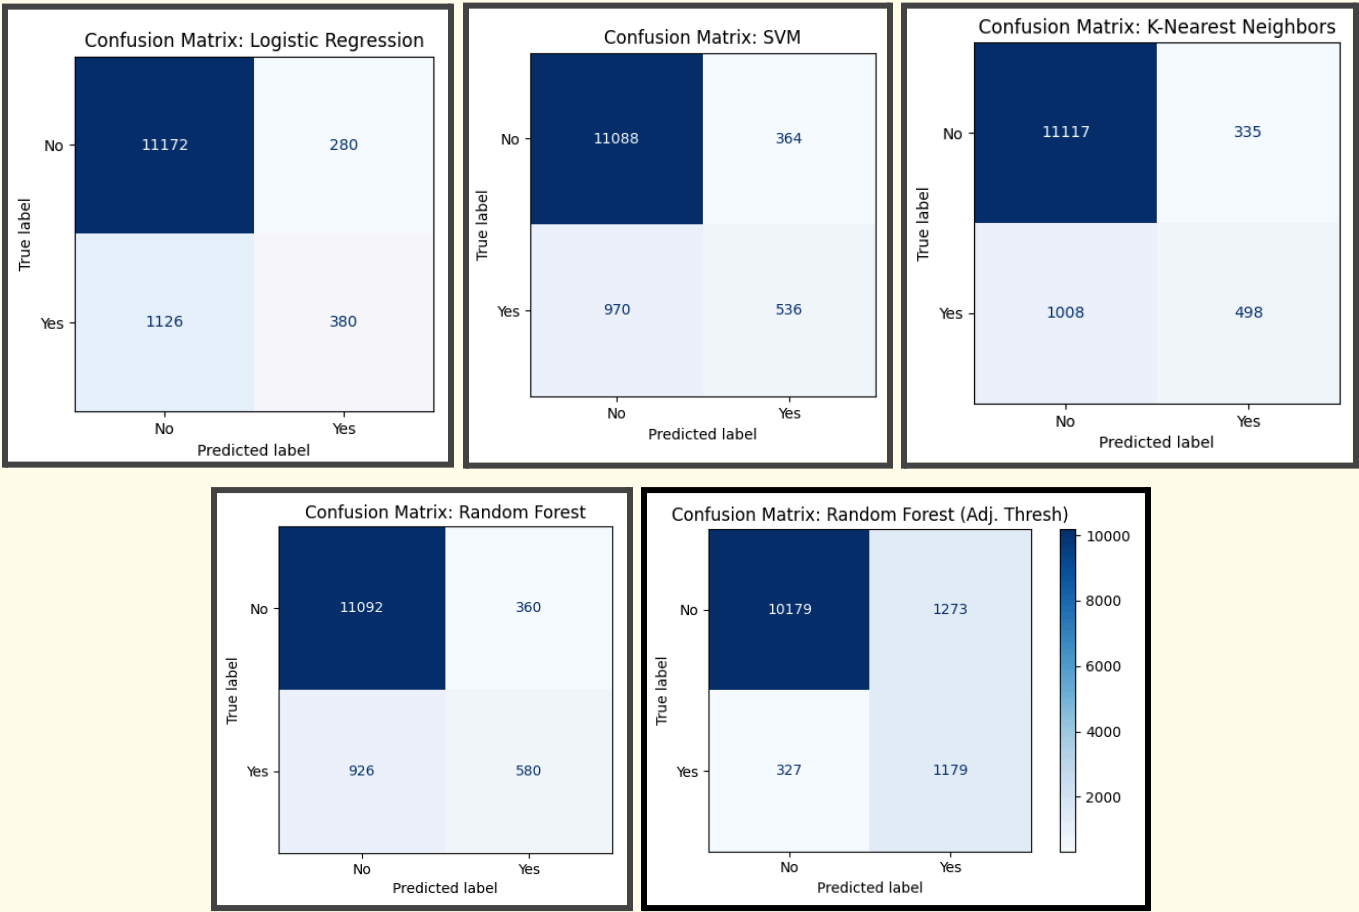 Confusion Matrix: Logistic Regression
True label
No
11172 280
Yes
1126 380
No Yes
Predicted label
Confusion Matrix: SVM
True label
No
11088 364
Yes
970 536
No Yes
Predicted label
Confusion Matrix: K-Nearest Neighbors
True label
No
11117 335
Yes
1008 498
No Yes
Predicted label
Confusion Matrix: Random Forest
True label
No
11092 360
Yes
926 580
No Yes
Predicted label
Confusion Matrix: Random Forest (Adj. Thresh)
True label
No
10179 1273
Yes
327 1179
No Yes
Predicted label
10000
8000
6000
4000
2000